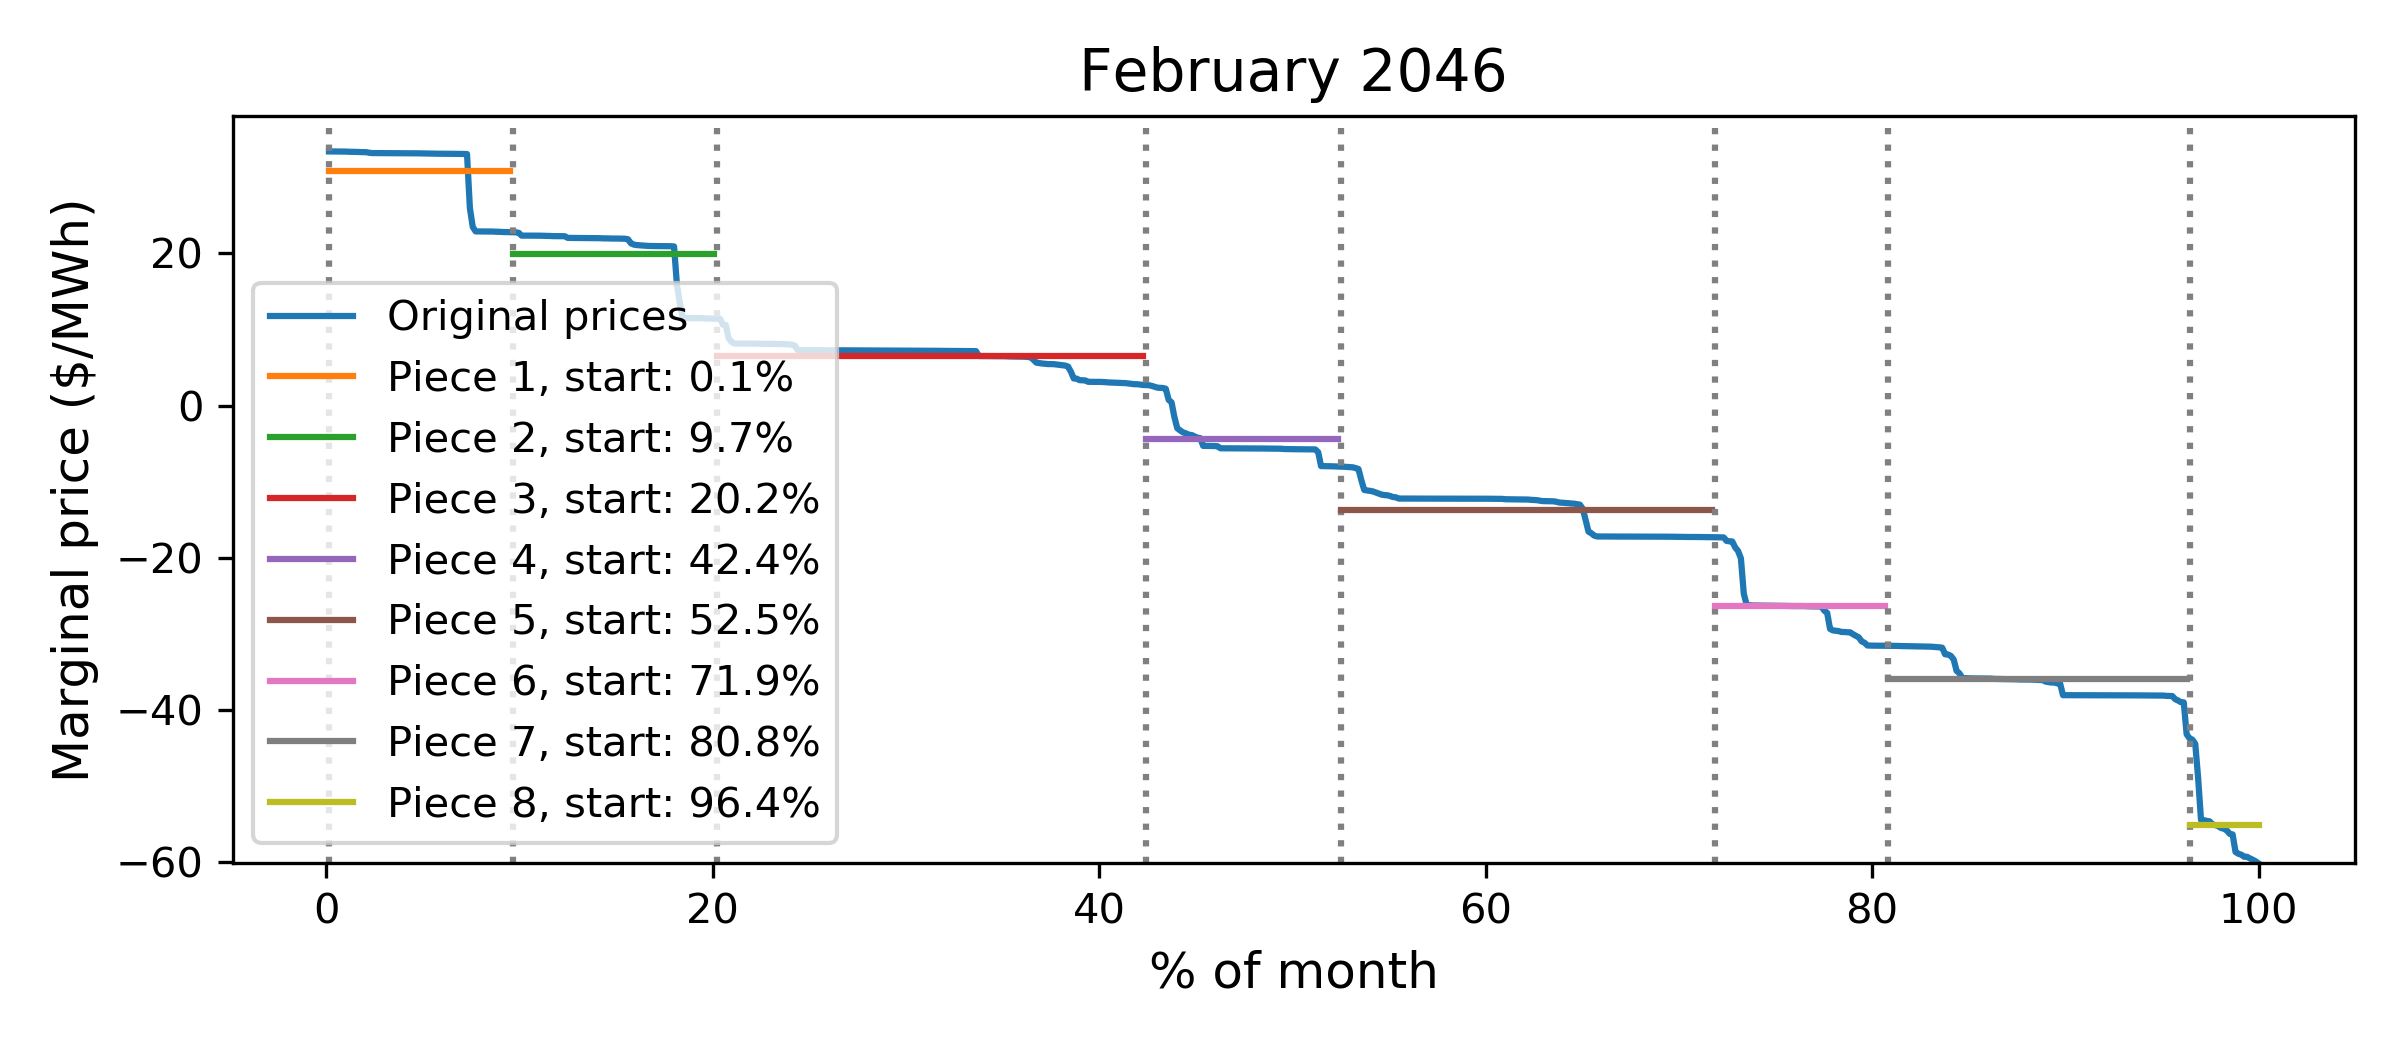 February 2046
Marginal price ($/MWh)
20
0
−20
−40
−60
Original prices
Piece 1, start: 0.1%
Piece 2, start: 9.7%
Piece 3, start: 20.2%
Piece 4, start: 42.4%
Piece 5, start: 52.5%
Piece 6, start: 71.9%
Piece 7, start: 80.8%
Piece 8, start: 96.4%
0 20 40 60 80 100
% of month